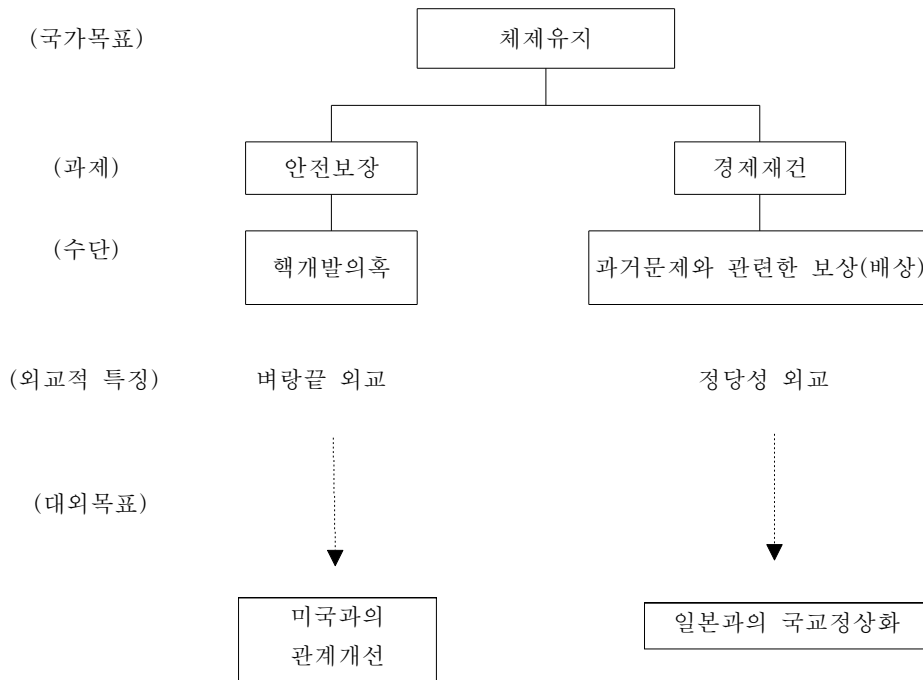 (국가목표) 체제유지
(과제) 안전보장 경제재건
(수단) 핵개발의혹 과거문제와 관련한 보상(배상)
(외교적 특징) 벼랑끝 외교 정당성 외교
(대외목표)
미국과의
관계개선
일본과의 국교정상화